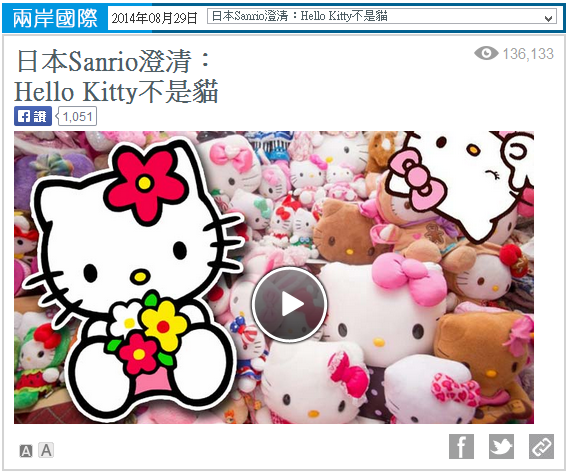 兩岸國際
2014年08月29日
日本Sanrio澄清：Hello Kitty不是貓
136,133
日本Sanrio澄清：
Hello Kitty不是貓
讚 1,051
A A